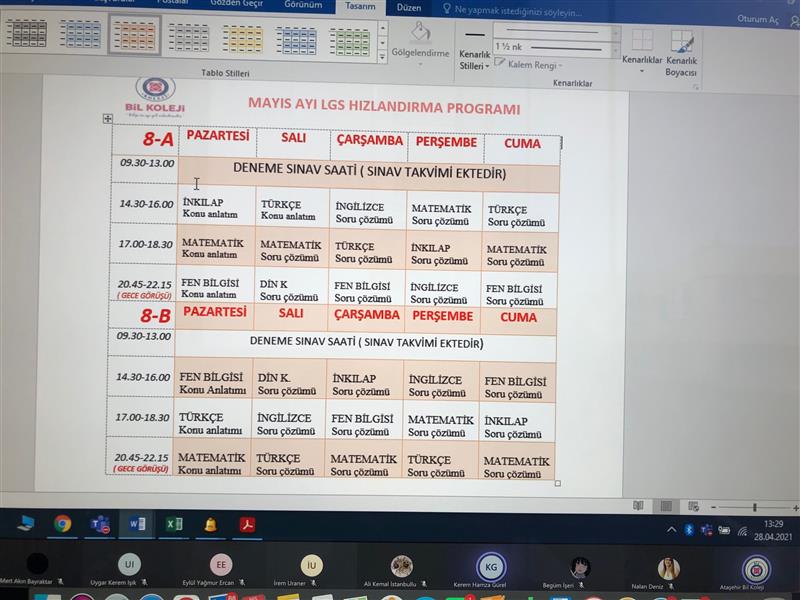 Gözden Geçir Görünüm Tasarım Düzen Ne yapmak istediğinizi söyleyin...
Oturum Aç
Gölgelendirme
Kenarlık
Stilleri
1 ½ nk
Kalem Rengi
Kenarlıklar
Kenarlık
Boyacısı
Tablo Stilleri
Kenarlıklar
BİL KOLEJİ
MAYIS AYI LGS HIZLANDIRMA PROGRAMI
8-A PAZARTESİ SALI ÇARŞAMBA PERŞEMBE CUMA
09.30-13.00 DENEME SINAV SAATİ ( SINAV TAKVİMİ EKTEDİR)
14.30-16.00 İNKILAP TÜRKÇE İNGİLİZCE MATEMATİK TÜRKÇE
Konu anlatım Konu anlatım Soru çözümü Soru çözümü Soru çözümü
17.00-18.30 MATEMATİK MATEMATİK TÜRKÇE İNKILAP MATEMATİK
Konu anlatım Soru çözümü Soru çözümü Soru çözümü Soru çözümü
20.45-22.15 FEN BİLGİSİ DİN K FEN BİLGİSİ İNGİLİZCE FEN BİLGİSİ
( GECE GÖRÜŞÜ) Konu anlatım Soru çözümü Soru çözümü Soru çözümü Soru çözümü
8-B PAZARTESİ SALI ÇARŞAMBA PERŞEMBE CUMA
09.30-13.00 DENEME SINAV SAATİ ( SINAV TAKVİMİ EKTEDİR)
14.30-16.00 FEN BİLGİSİ DİN K. İNKILAP İNGİLİZCE FEN BİLGİSİ
Konu Anlatımı Soru çözümü Soru çözümü Soru çözümü Soru çözümü
17.00-18.30 TÜRKÇE İNGİLİZCE FEN BİLGİSİ MATEMATİK İNKILAP
Konu anlatımı Soru çözümü Soru çözümü Soru çözümü Soru çözümü
20.45-22.15 MATEMATİK TÜRKÇE MATEMATİK TÜRKÇE MATEMATİK
( GECE GÖRÜŞÜ) Konu anlatımı Soru çözümü Soru çözümü Soru çözümü Soru çözümü
13:29
28.04.2021
UI EE İU KG
Mert Akın Bayraktar Uygar Kerem Işık Eylül Yağmur Ercan İrem Uraner Ali Kemal İstanbullu Kerem Hamza Gürel Begüm İşeri Nalan Deniz Ataşehir Bil Koleji